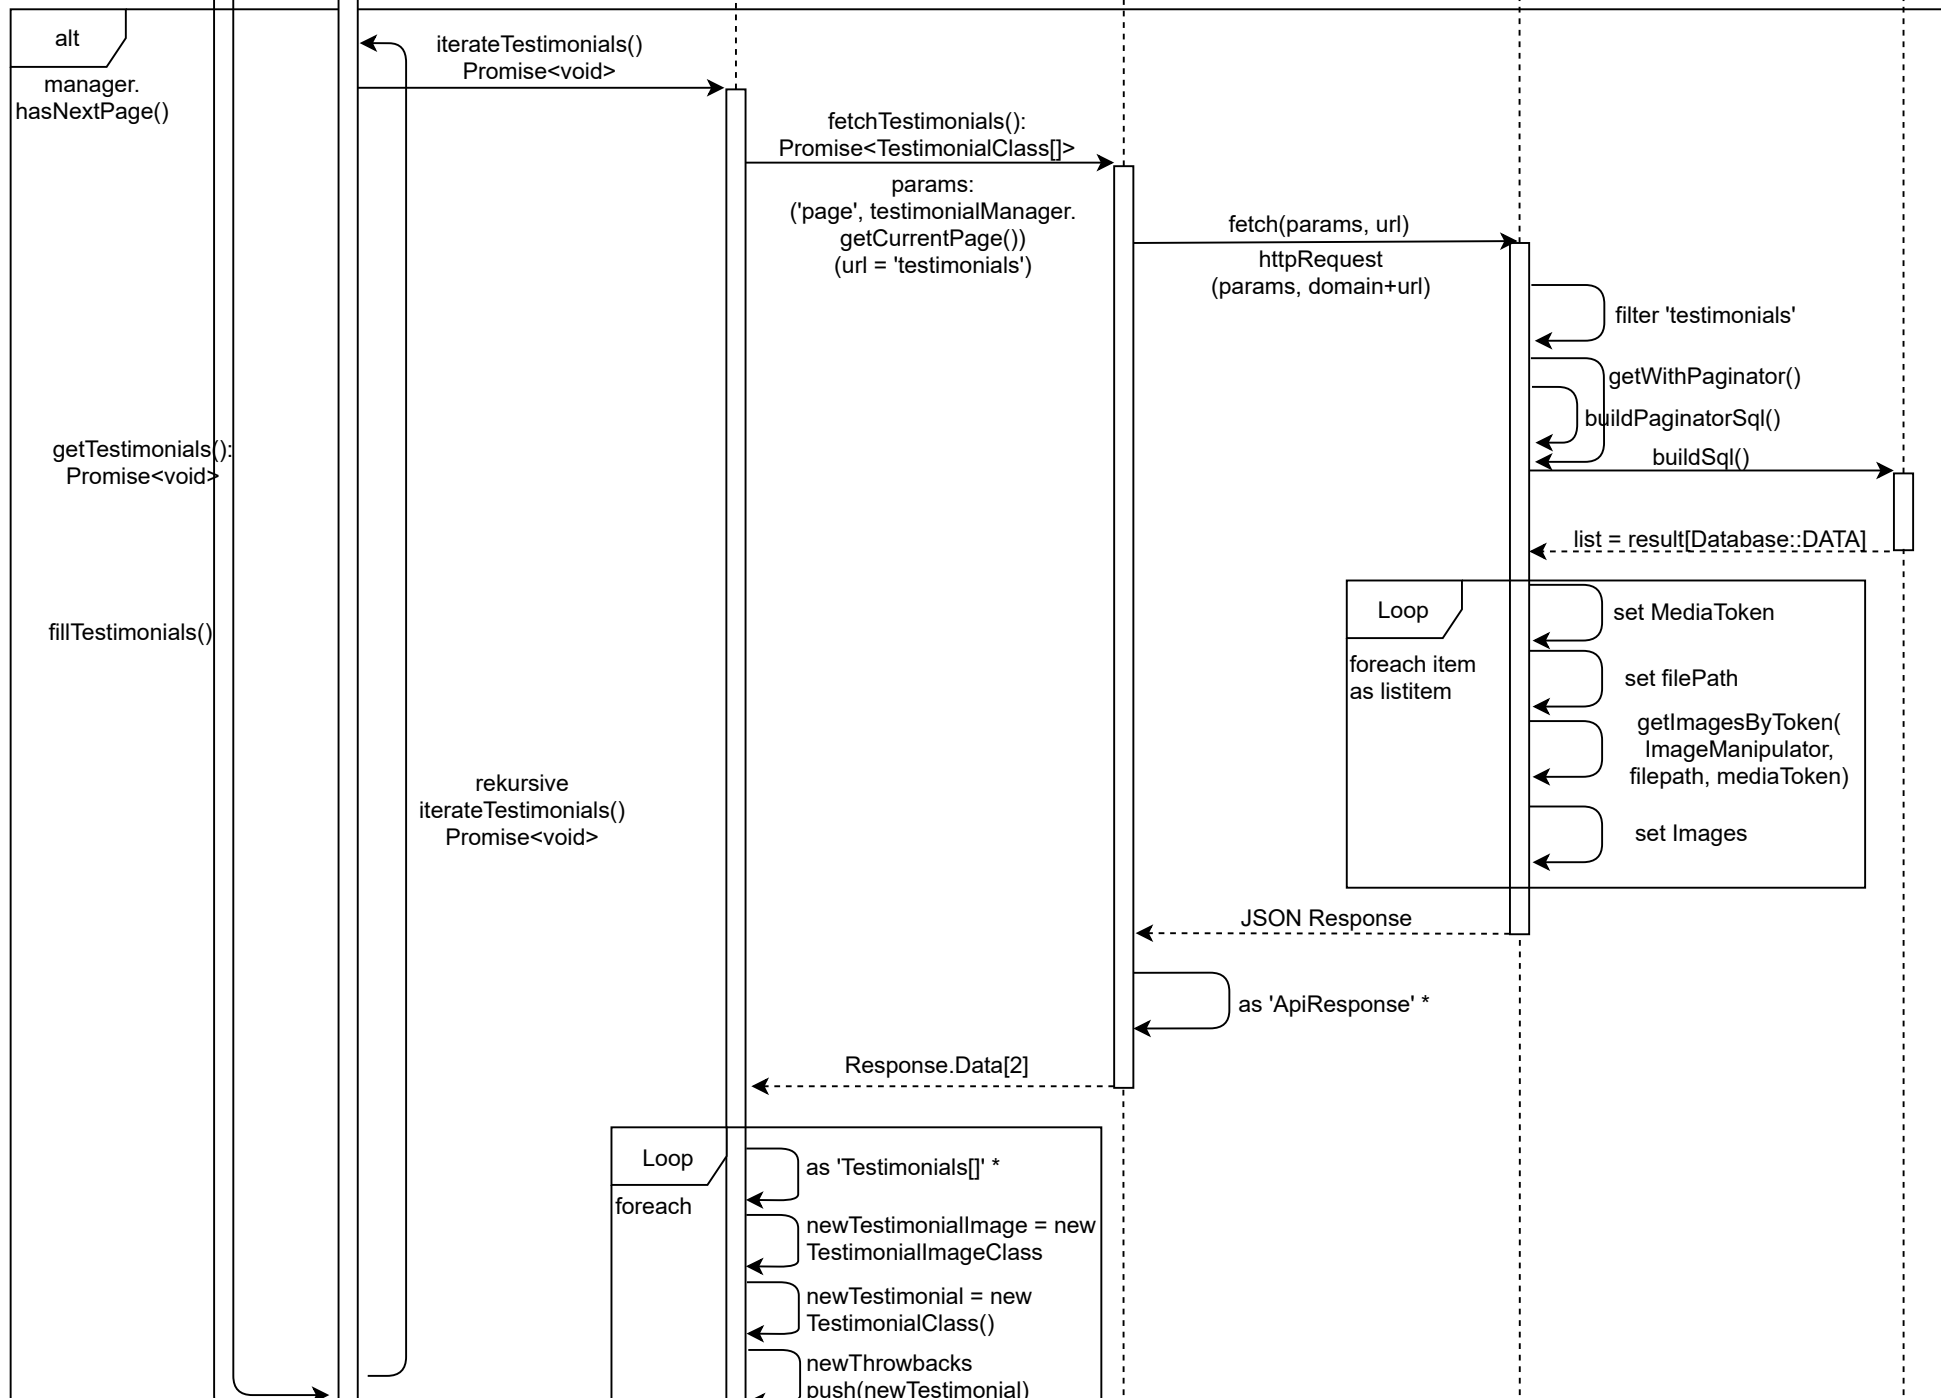 alt
manager.
hasNextPage()
iterateTestimonials()
Promise<void>
fetchTestimonials():
Promise<TestimonialClass[]>
params:
('page', testimonialManager.
getCurrentPage())
(url = 'testimonials')
fetch(params, url)
httpRequest
(params, domain+url)
filter 'testimonials'
getWithPaginator()
buildPaginatorSql()
buildSql()
getTestimonials():
Promise<void>
list = result[Database::DATA]
Loop
foreach item
as listitem
set MediaToken
fillTestimonials()
set filePath
getImagesByToken(
ImageManipulator,
filepath, mediaToken)
rekursive
iterateTestimonials()
Promise<void>
set Images
JSON Response
as 'ApiResponse' *
Response.Data[2]
Loop
foreach
as 'Testimonials[]' *
newTestimonialImage = new
TestimonialImageClass
newTestimonial = new
TestimonialClass()
newThrowbacks
push(newTestimonial)